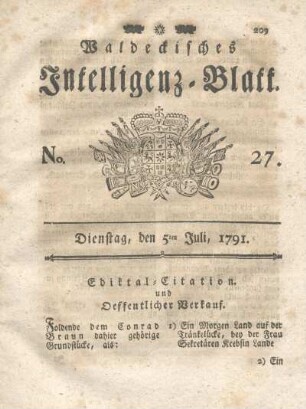 209
Waldeckisches
Intelligenz-Blatt.
No. 27.
Dienstag, den 5ten Juli, 1791.
Ediktal-Citation.
und
Oeffentlicher Verkauf.
Folgende dem Conrad
Braun dahier gehörige
Grundstücke, als:
1) Ein Morgen Land auf der
Tränkelücke, bey der Frau
Sekretären Krebsin Lande
2) Ein